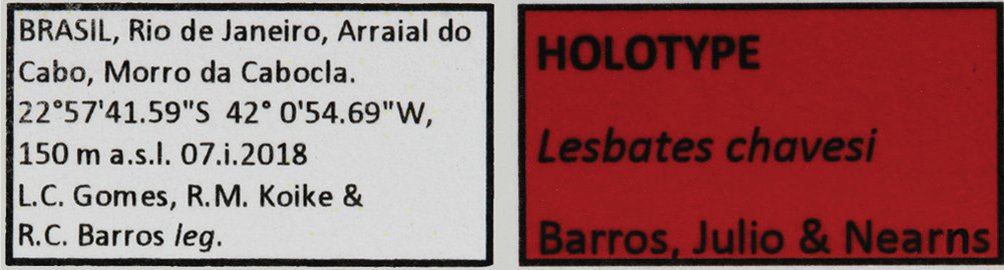 BRASIL, Rio de Janeiro, Arraial do
Cabo, Morro da Cabocla.
22°57'41.59"S  42° 0'54.69"W,
150 m a.s.l. 07.i.2018
L.C. Gomes, R.M. Koike &
R.C. Barros leg.
HOLOTYPE
Lesbates chavesi
Barros, Julio & Nearns